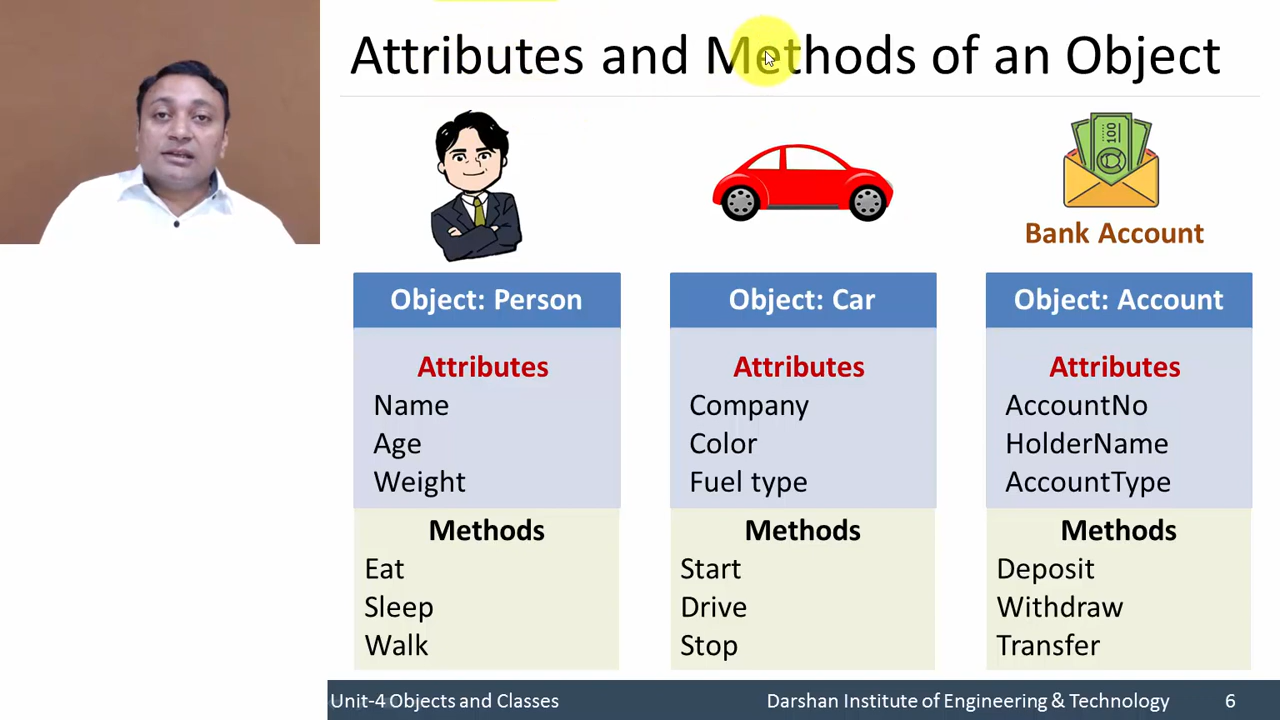 Attributes and Methods of an Object
100
Bank Account
Object: Person
Attributes
Name
Age
Weight
Methods
Eat
Sleep
Walk
Object: Car
Attributes
Company
Color
Fuel type
Methods
Start
Drive
Stop
Object: Account
Attributes
AccountNo
HolderName
AccountType
Methods
Deposit
Withdraw
Transfer
Unit-4 Objects and Classes
Darshan Institute of Engineering & Technology
6